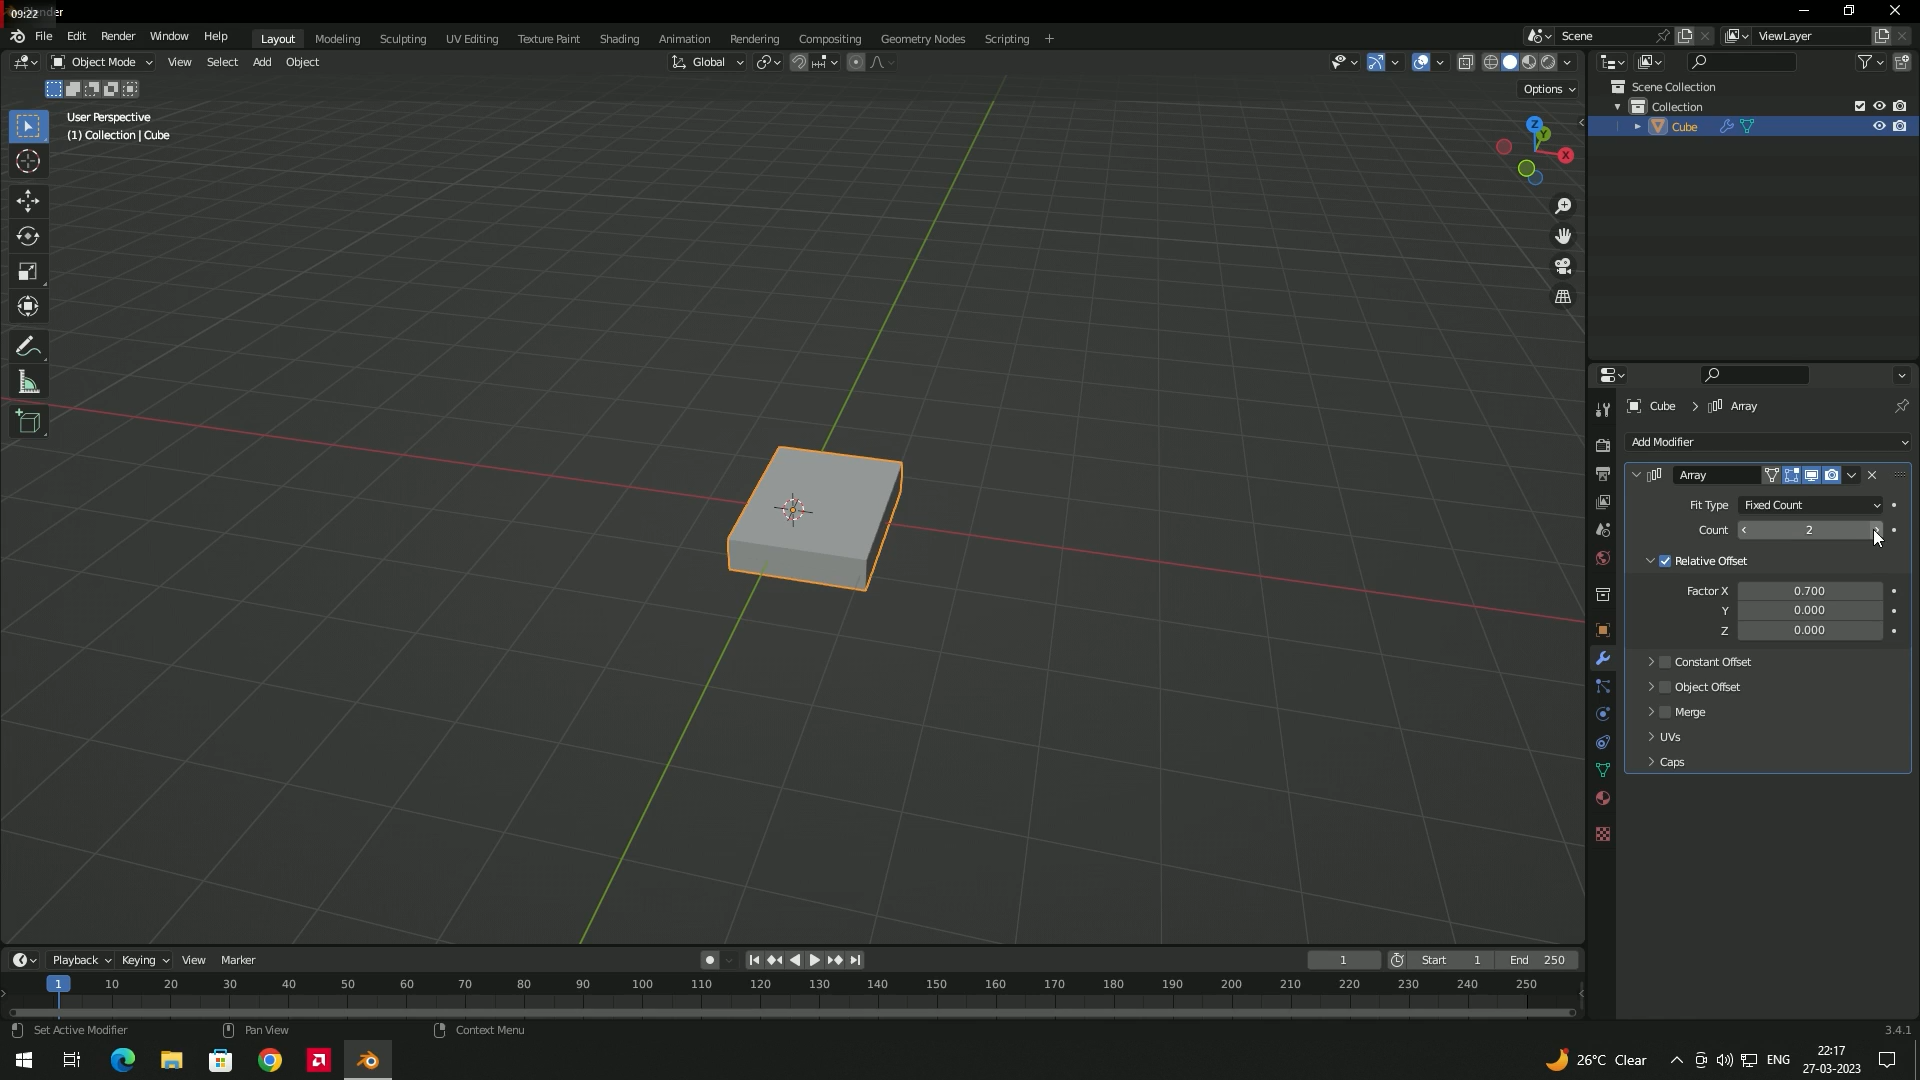 09:22
Blender
File Edit Render Window Help Layout Modeling Sculpting UV Editing Texture Paint Shading Animation Rendering Compositing Geometry Nodes Scripting + Scene ViewLayer
Object Mode View Select Add Object Global
Options
User Perspective
(1) Collection | Cube
Z
Y
X
Scene Collection
Collection
Cube
Cube > Array
Add Modifier
Array
Fit Type Fixed Count
Count 2
Relative Offset
Factor X 0.700
Y 0.000
Z 0.000
Constant Offset
Object Offset
Merge
UVs
Caps
Playback Keying View Marker 1 Start 1 End 250
1 10 20 30 40 50 60 70 80 90 100 110 120 130 140 150 160 170 180 190 200 210 220 230 240 250
Set Active Modifier Pan View Context Menu 3.4.1
26°C Clear ENG 22:17
27-03-2023